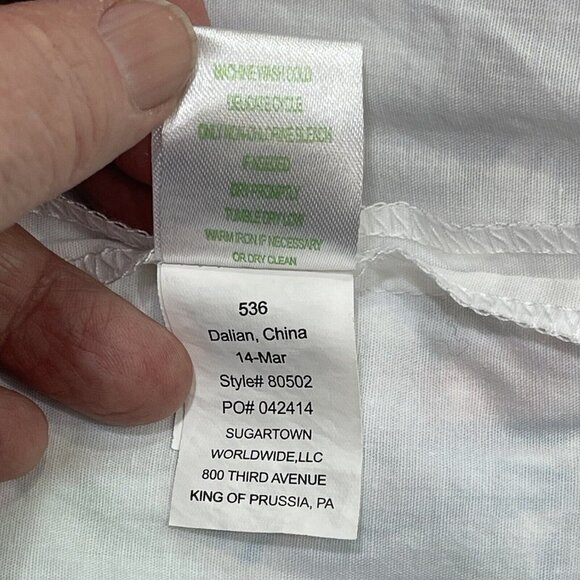 MACHINE WASH COLD
DELICATE CYCLE
ONLY NON-CHLORINE BLEACH
IF NEEDED
DRY PROMPTLY
TUMBLE DRY LOW
WARM IRON IF NECESSARY
OR DRY CLEAN
536
Dalian, China
14-Mar
Style# 80502
PO# 042414
SUGARTOWN
WORLDWIDE,LLC
800 THIRD AVENUE
KING OF PRUSSIA, PA